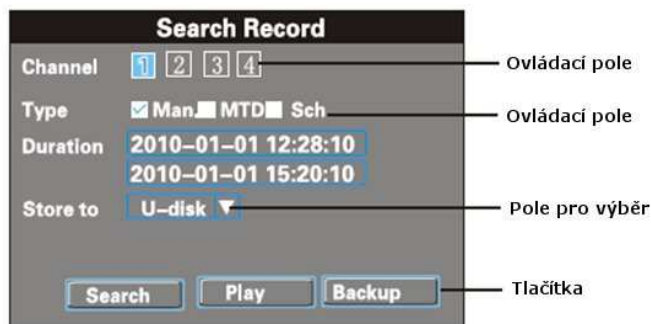 Search Record
Channel 1 2 3 4 Ovládací pole
Type Man. MTD Sch Ovládací pole
Duration 2010-01-01 12:28:10
2010-01-01 15:20:10
Store to U-disk Pole pro výběr
Search Play Backup Tlačítka